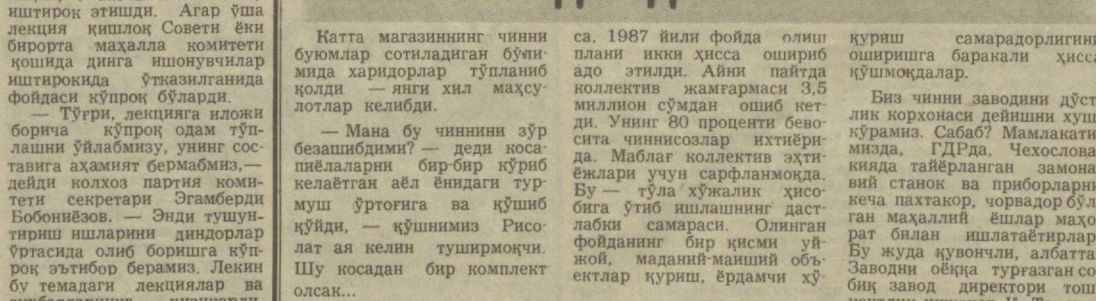 иштирок этишди. Агар ўша
лекция қишлоқ Совети ёки
бирорта маҳалла комитети
қошида динга ишонувчилар
иштирокида ўтказилганида
фойдаси кўпроқ бўларди.
— Тўғри, лекцияга иложи
борича кўпроқ одам тўп-
лашни ўйлабмизу, унинг сос-
тавига аҳамият бермабмиз,—
дейди колхоз партия коми-
тети секретари Эгамберди
Бобониёзов. — Энди тушун-
тириш ишларини диндорлар
ўртасида олиб боришга кўп-
роқ эътибор берамиз. Лекин
бу темадаги лекциялар ва
Катта магазиннинг чинни
буюмлар сотиладиган бўли-
мида харидорлар тўпланиб
қолди — янги хил маҳсу-
лотлар келибди.
— Мана бу чиннини зўр
безашибдими? — деди коса-
пиёлаларни бир-бир кўриб
келаётган аёл ёнидаги тур-
муш ўртоғига ва қўшиб
қўйди, — қўшнимиз Рисо-
лат ая келин туширмоқчи.
Шу косадан бир комплект
олсак...
са, 1987 йили фойда олиш
плани икки ҳисса ошириб
адо этилди. Айни пайтда
коллектив жамғармаси 3,5
миллион сўмдан ошиб кет-
ди. Унинг 80 проценти бево-
сита чиннисозлар ихтиёри-
да. Маблағ коллектив эҳти-
ёжлари учун сарфланмоқда.
Бу — тўла хўжалик ҳисо-
бига ўтиб ишлашнинг даст-
лабки самараси. Олинган
фойданинг бир қисми уй-
жой, маданий-маиший объ-
ектлар қуриш, ёрдамчи хў-
қуриш самарадорлигини
оширишга баракали ҳисса
қўшмоқдалар.
Биз чинни заводини дўст-
лик корхонаси дейишни хуш
кўрамиз. Сабаб? Мамлакати-
мизда, ГДРда, Чехослова-
кияда тайёрланган замона-
вий станок ва приборларни
кеча пахтакор, чорвадор бўл-
ган маҳаллий ёшлар маҳо-
рат билан ишлатаётирлар.
Бу жуда қувончли, албатта.
Заводни оёққа турғазган со-
биқ завод директори тош-